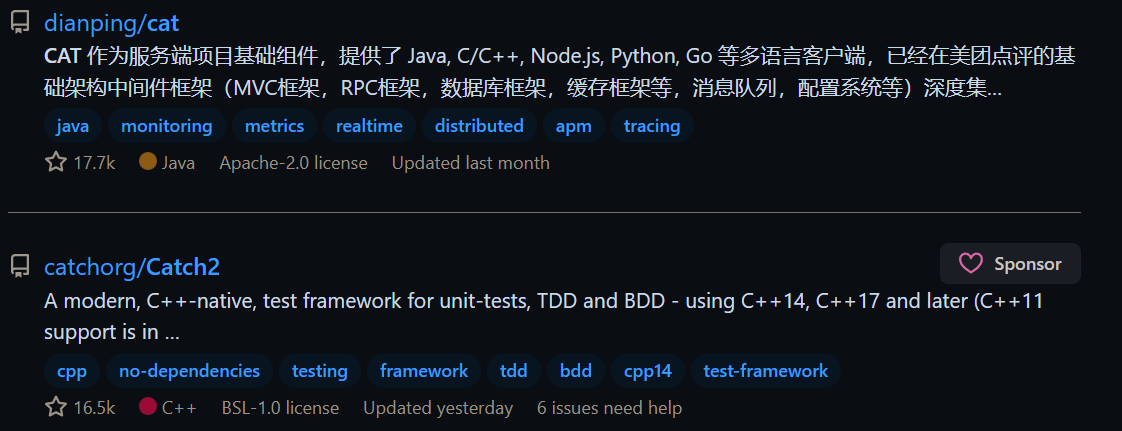 dianping/cat
CAT 作为服务端项目基础组件，提供了 Java, C/C++, Node.js, Python, Go 等多语言客户端，已经在美团点评的基
础架构中间件框架（MVC框架，RPC框架，数据库框架，缓存框架等，消息队列，配置系统等）深度集...
java monitoring metrics realtime distributed apm tracing
17.7k Java Apache-2.0 license Updated last month
catchorg/Catch2 Sponsor
A modern, C++-native, test framework for unit-tests, TDD and BDD - using C++14, C++17 and later (C++11
support is in ...
cpp no-dependencies testing framework tdd bdd cpp14 test-framework
16.5k C++ BSL-1.0 license Updated yesterday 6 issues need help